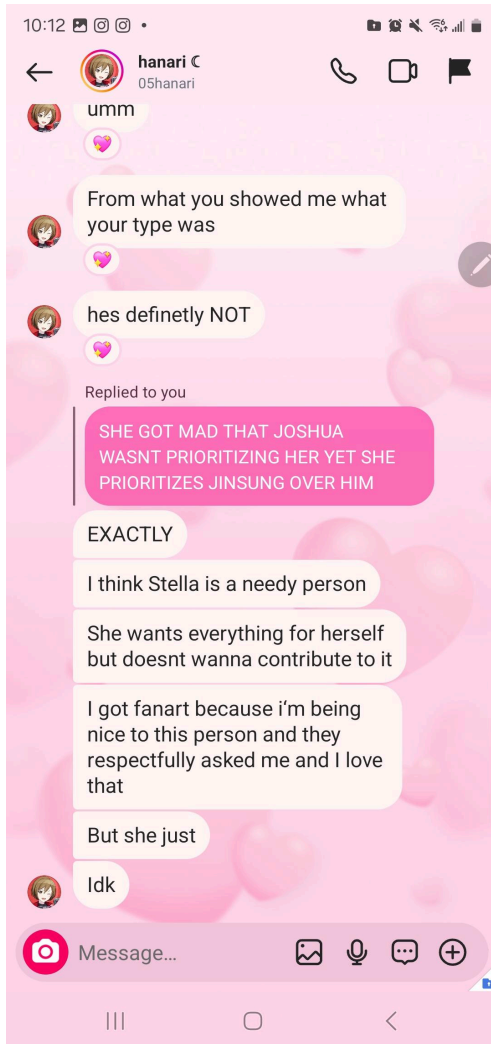 10:12
hanari ☾
05hanari
umm
From what you showed me what
your type was
hes definetly NOT
Replied to you
SHE GOT MAD THAT JOSHUA
WASNT PRIORITIZING HER YET SHE
PRIORITIZES JINSUNG OVER HIM
EXACTLY
I think Stella is a needy person
She wants everything for herself
but doesnt wanna contribute to it
I got fanart because i'm being
nice to this person and they
respectfully asked me and I love
that
But she just
Idk
Message...